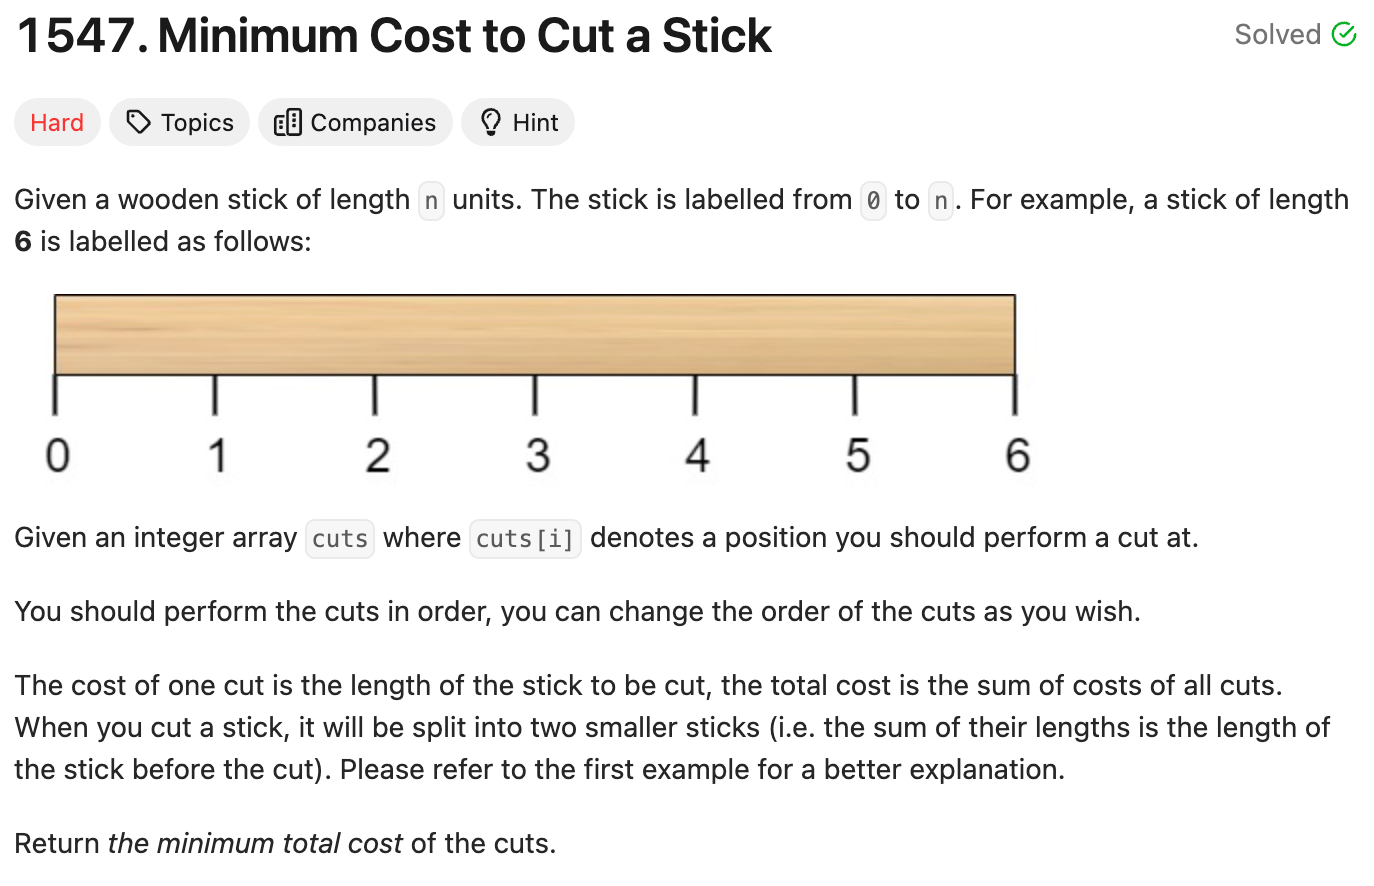 1547. Minimum Cost to Cut a Stick
Solved
Hard Topics Companies Hint
Given a wooden stick of length n units. The stick is labelled from 0 to n. For example, a stick of length
6 is labelled as follows:
0 1 2 3 4 5 6
Given an integer array cuts where cuts[i] denotes a position you should perform a cut at.
You should perform the cuts in order, you can change the order of the cuts as you wish.
The cost of one cut is the length of the stick to be cut, the total cost is the sum of costs of all cuts.
When you cut a stick, it will be split into two smaller sticks (i.e. the sum of their lengths is the length of
the stick before the cut). Please refer to the first example for a better explanation.
Return the minimum total cost of the cuts.